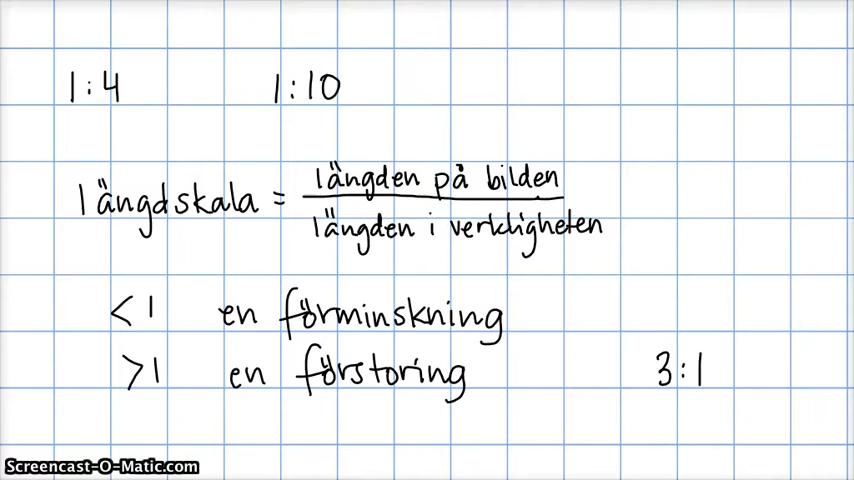 1:4 1:10
längdskala = längden på bilden
längden i verkligheten
<1 en förminskning
>1 en förstoring 3:1
Screencast-O-Matic.com